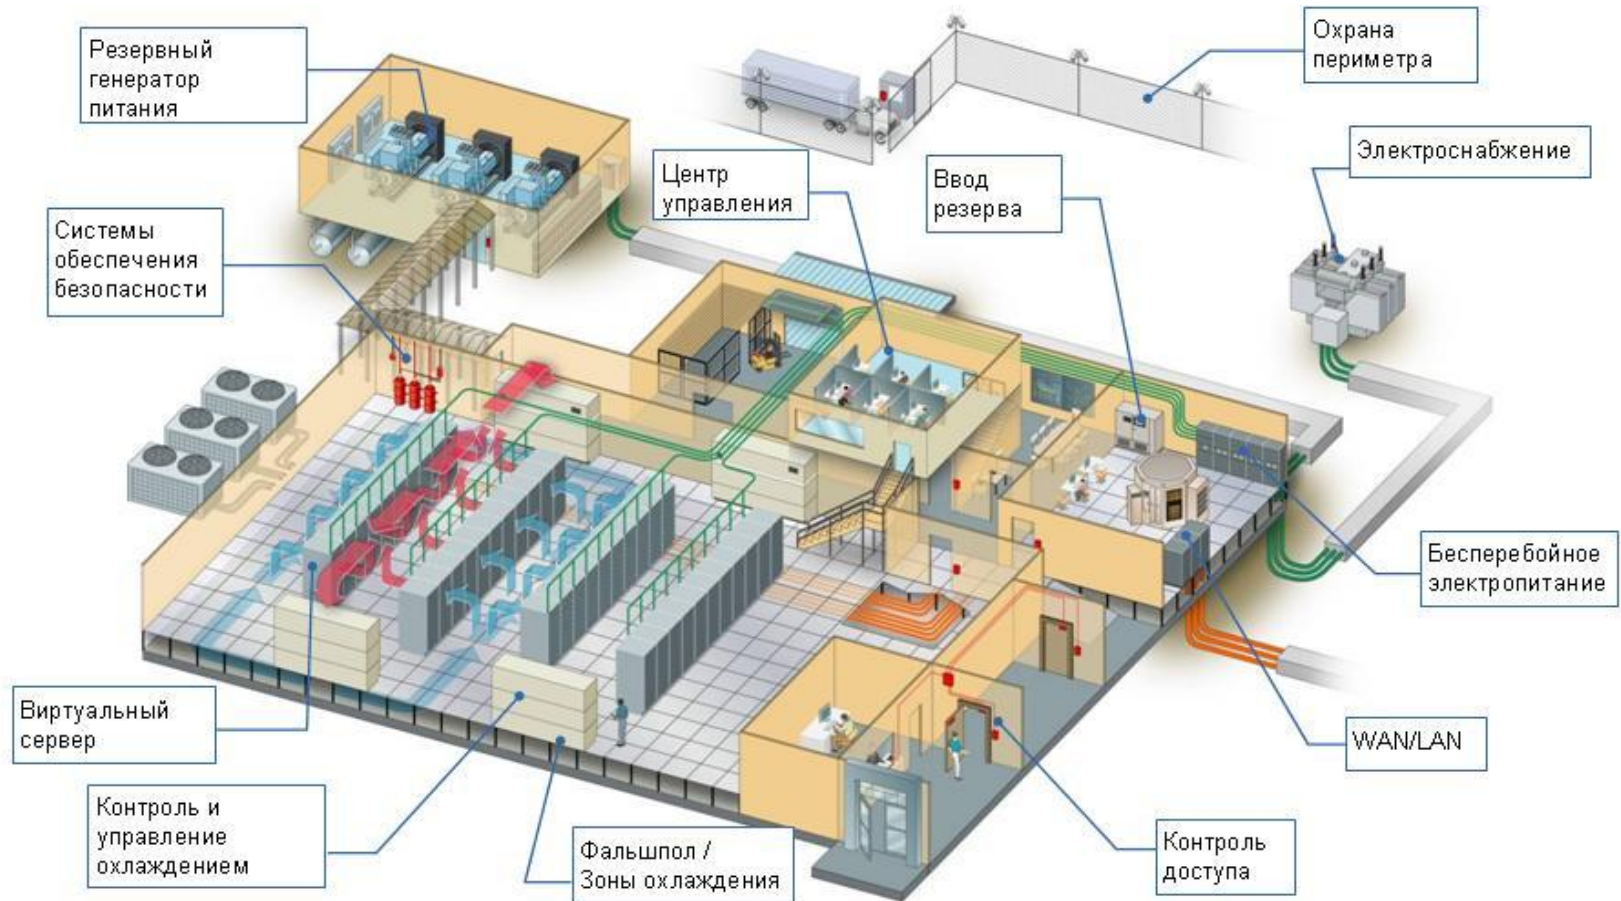 Резервный
генератор
питания
Охрана
периметра
Электроснабжение
Центр
управления
Ввод
резерва
Системы
обеспечения
безопасности
Бесперебойное
электропитание
Виртуальный
сервер
WAN/LAN
Контроль и
управление
охлаждением
Фальшпол /
Зоны охлаждения
Контроль
доступа